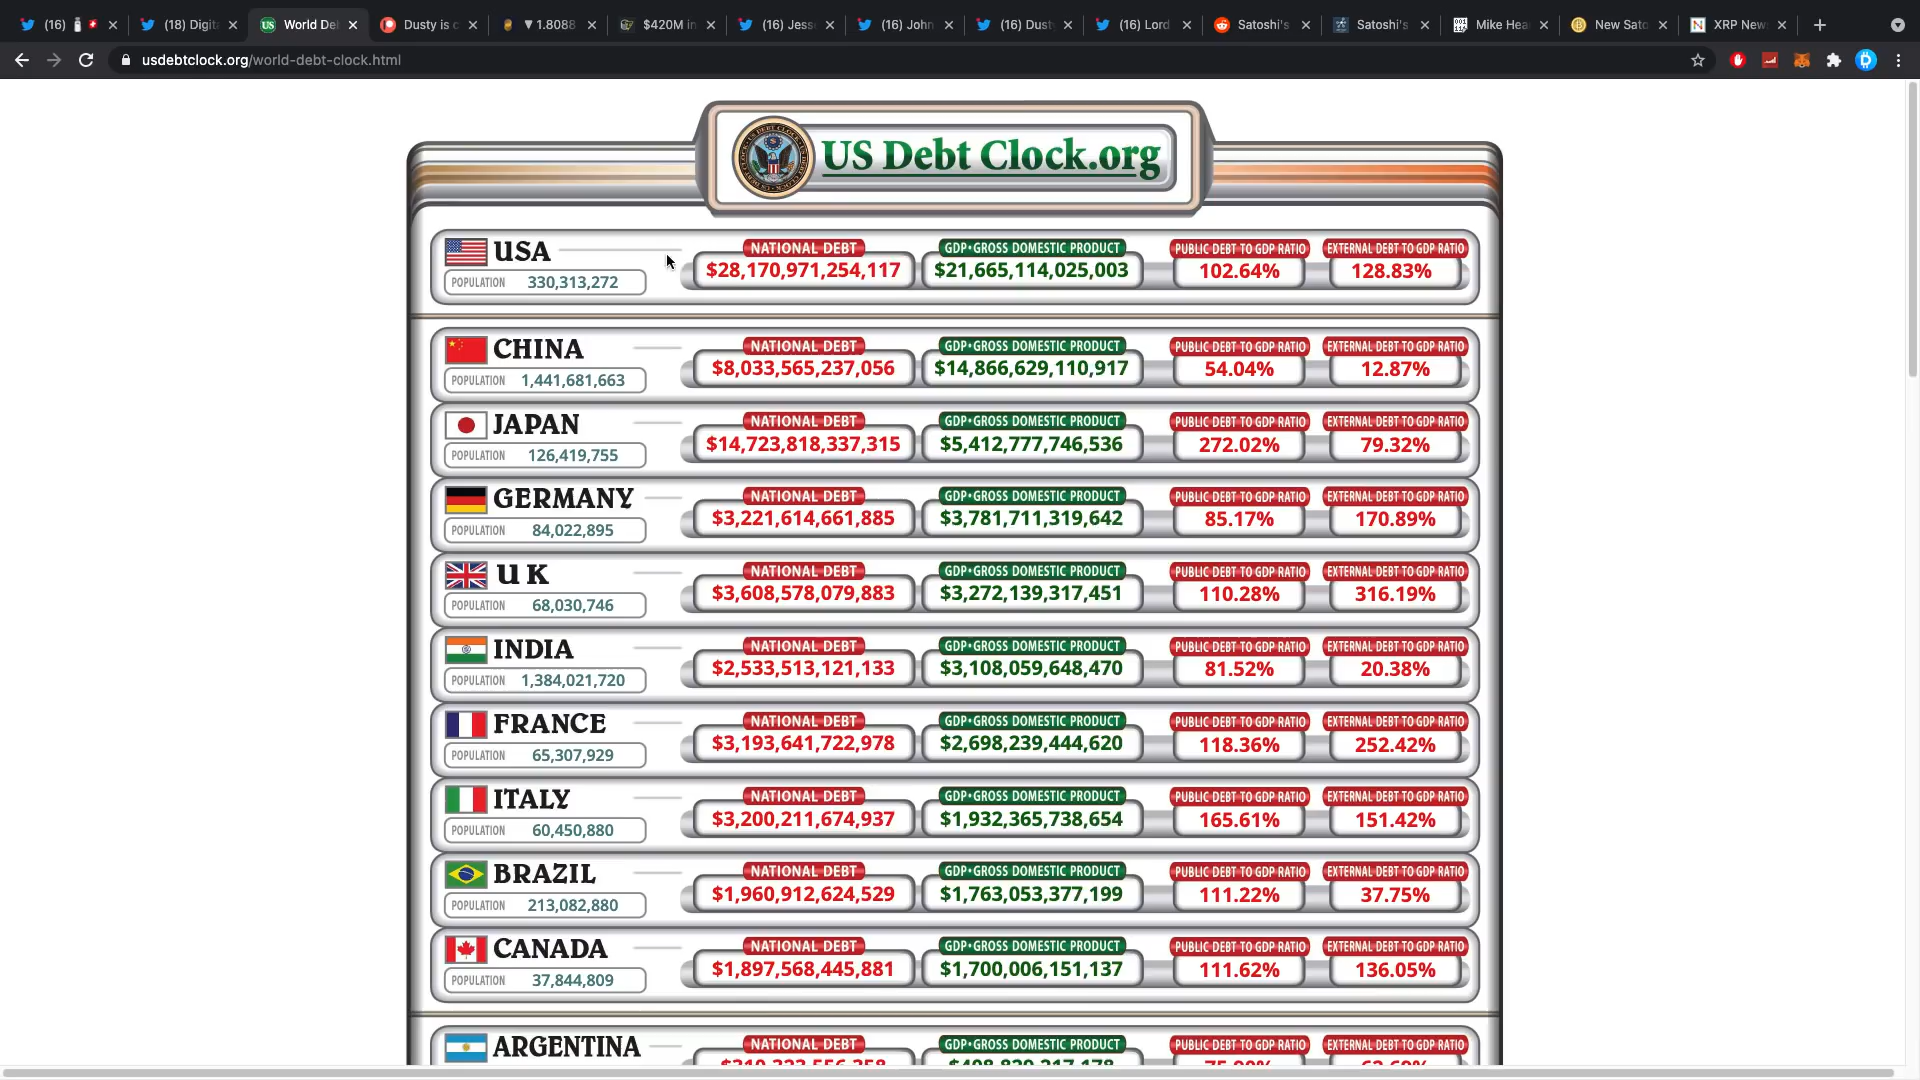 (16)
(18) Digit
World De
Dusty is c
▼1.8088
$420M in
(16) Jess
(16) John
(16) Dust
(16) Lord
Satoshi's
Satoshi's
Mike Hea
New Sato
XRP New
usdebtclock.org/world-debt-clock.html
US Debt Clock.org
USA
POPULATION 330,313,272
NATIONAL DEBT
$28,170,971,254,117
GDP•GROSS DOMESTIC PRODUCT
$21,665,114,025,003
PUBLIC DEBT TO GDP RATIO
102.64%
EXTERNAL DEBT TO GDP RATIO
128.83%
CHINA
POPULATION 1,441,681,663
NATIONAL DEBT
$8,033,565,237,056
GDP•GROSS DOMESTIC PRODUCT
$14,866,629,110,917
PUBLIC DEBT TO GDP RATIO
54.04%
EXTERNAL DEBT TO GDP RATIO
12.87%
JAPAN
POPULATION 126,419,755
NATIONAL DEBT
$14,723,818,337,315
GDP•GROSS DOMESTIC PRODUCT
$5,412,777,746,536
PUBLIC DEBT TO GDP RATIO
272.02%
EXTERNAL DEBT TO GDP RATIO
79.32%
GERMANY
POPULATION 84,022,895
NATIONAL DEBT
$3,221,614,661,885
GDP•GROSS DOMESTIC PRODUCT
$3,781,711,319,642
PUBLIC DEBT TO GDP RATIO
85.17%
EXTERNAL DEBT TO GDP RATIO
170.89%
UK
POPULATION 68,030,746
NATIONAL DEBT
$3,608,578,079,883
GDP•GROSS DOMESTIC PRODUCT
$3,272,139,317,451
PUBLIC DEBT TO GDP RATIO
110.28%
EXTERNAL DEBT TO GDP RATIO
316.19%
INDIA
POPULATION 1,384,021,720
NATIONAL DEBT
$2,533,513,121,133
GDP•GROSS DOMESTIC PRODUCT
$3,108,059,648,470
PUBLIC DEBT TO GDP RATIO
81.52%
EXTERNAL DEBT TO GDP RATIO
20.38%
FRANCE
POPULATION 65,307,929
NATIONAL DEBT
$3,193,641,722,978
GDP•GROSS DOMESTIC PRODUCT
$2,698,239,444,620
PUBLIC DEBT TO GDP RATIO
118.36%
EXTERNAL DEBT TO GDP RATIO
252.42%
ITALY
POPULATION 60,450,880
NATIONAL DEBT
$3,200,211,674,937
GDP•GROSS DOMESTIC PRODUCT
$1,932,365,738,654
PUBLIC DEBT TO GDP RATIO
165.61%
EXTERNAL DEBT TO GDP RATIO
151.42%
BRAZIL
POPULATION 213,082,880
NATIONAL DEBT
$1,960,912,624,529
GDP•GROSS DOMESTIC PRODUCT
$1,763,053,377,199
PUBLIC DEBT TO GDP RATIO
111.22%
EXTERNAL DEBT TO GDP RATIO
37.75%
CANADA
POPULATION 37,844,809
NATIONAL DEBT
$1,897,568,445,881
GDP•GROSS DOMESTIC PRODUCT
$1,700,006,151,137
PUBLIC DEBT TO GDP RATIO
111.62%
EXTERNAL DEBT TO GDP RATIO
136.05%
ARGENTINA
NATIONAL DEBT
GDP•GROSS DOMESTIC PRODUCT
PUBLIC DEBT TO GDP RATIO
EXTERNAL DEBT TO GDP RATIO